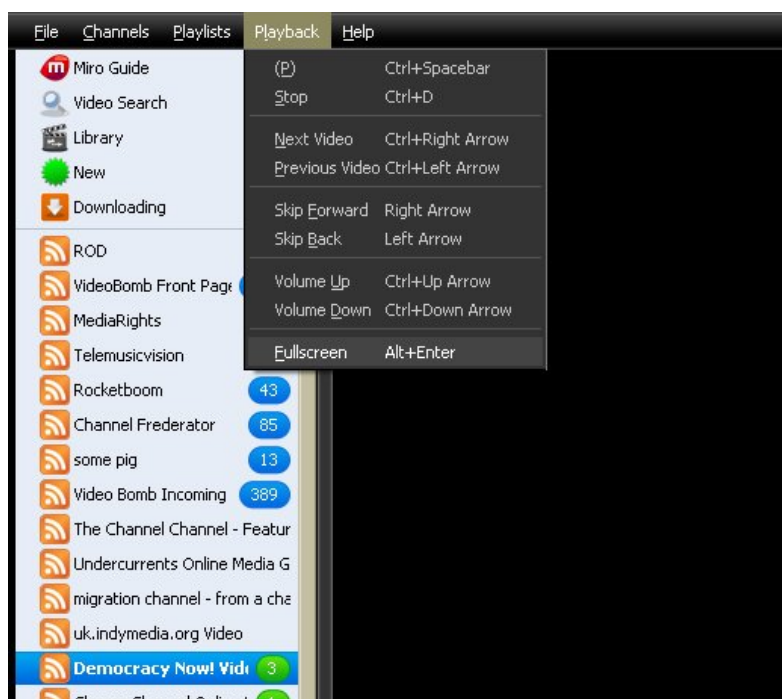 File Channels Playlists Playback Help
Miro Guide
Video Search
Library
New
Downloading
ROD
VideoBomb Front Page
MediaRights
Telemusicvision
Rocketboom 43
Channel Frederator 85
some pig 13
Video Bomb Incoming 389
The Channel Channel - Featur
Undercurrents Online Media G
migration channel - from a cha
uk.indymedia.org Video
Democracy Now! Vide 3
(P) Ctrl+Spacebar
Stop Ctrl+D
Next Video Ctrl+Right Arrow
Previous Video Ctrl+Left Arrow
Skip Forward Right Arrow
Skip Back Left Arrow
Volume Up Ctrl+Up Arrow
Volume Down Ctrl+Down Arrow
Fullscreen Alt+Enter